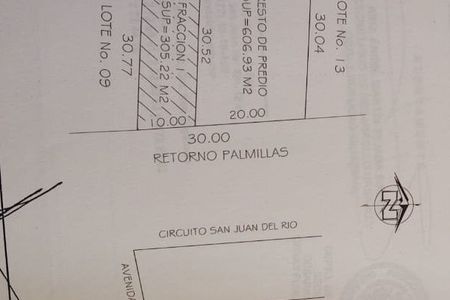 LOTE No. 09
30.77
FRACCION 1
SUP=305.22 M2
30.52
RESTO DE PREDIO
SUP=606.93 M2
30.04
LOTE No. 13
10.00
20.00
30.00
RETORNO PALMILLAS
N
CIRCUITO SAN JUAN DEL RIO
AVENIDA